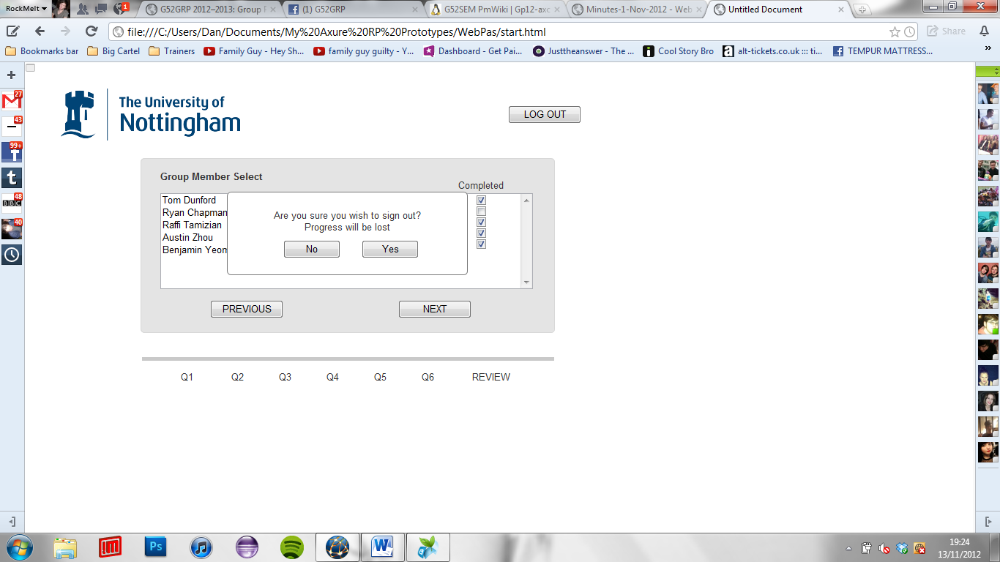 RockMelt
1
G52GRP 2012–2013: Group P
(1) G52GRP
G52SEM PmWiki | Gp12-axc
Minutes-1-Nov-2012 - Web
Untitled Document
file:///C:/Users/Dan/Documents/My%20Axure%20RP%20Prototypes/WebPas/start.html
Share
Bookmarks bar
Big Cartel
Trainers
Family Guy - Hey Sh...
family guy guilty - Y...
Dashboard - Get Pai...
Justtheanswer - The ...
Cool Story Bro
alt-tickets.co.uk ::: ti...
TEMPUR MATTRESS...
27
43
99+
BBC
48
40
The University of
Nottingham
LOG OUT
Group Member Select
Completed
Tom Dunford
Ryan Chapman
Raffi Tamizian
Austin Zhou
Benjamin Yeom
Are you sure you wish to sign out?
Progress will be lost
No
Yes
PREVIOUS
NEXT
Q1
Q2
Q3
Q4
Q5
Q6
REVIEW
Ps
W
19:24
13/11/2012